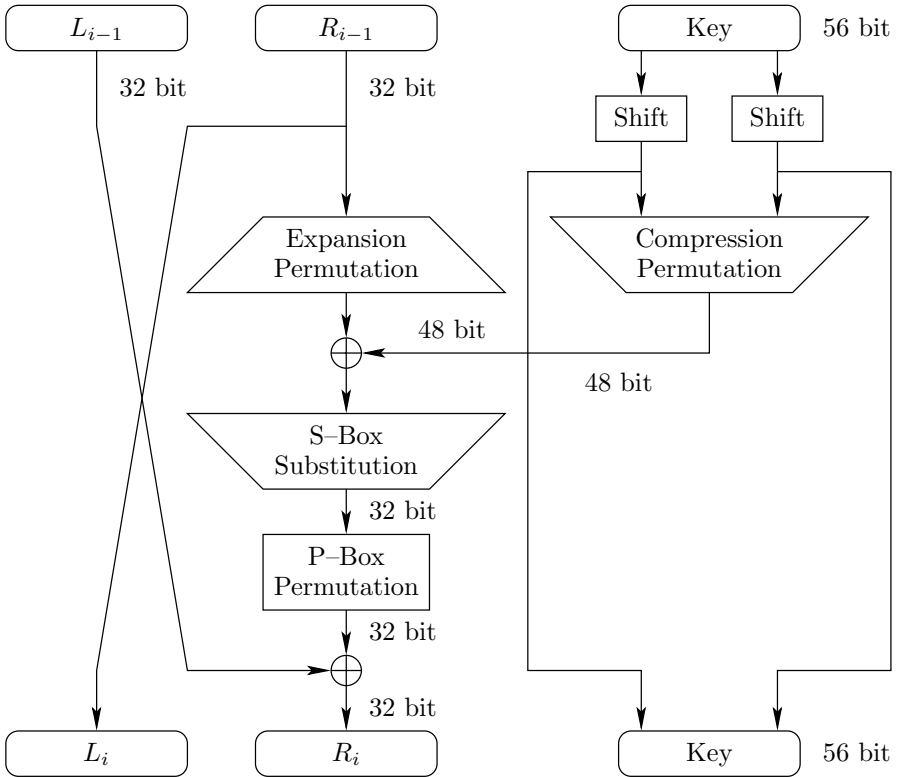 L_{i−1}
R_{i−1}
Key
56 bit
32 bit
32 bit
Shift
Shift
Expansion
Permutation
Compression
Permutation
48 bit
48 bit
S–Box
Substitution
32 bit
P–Box
Permutation
32 bit
32 bit
L_i
R_i
Key
56 bit